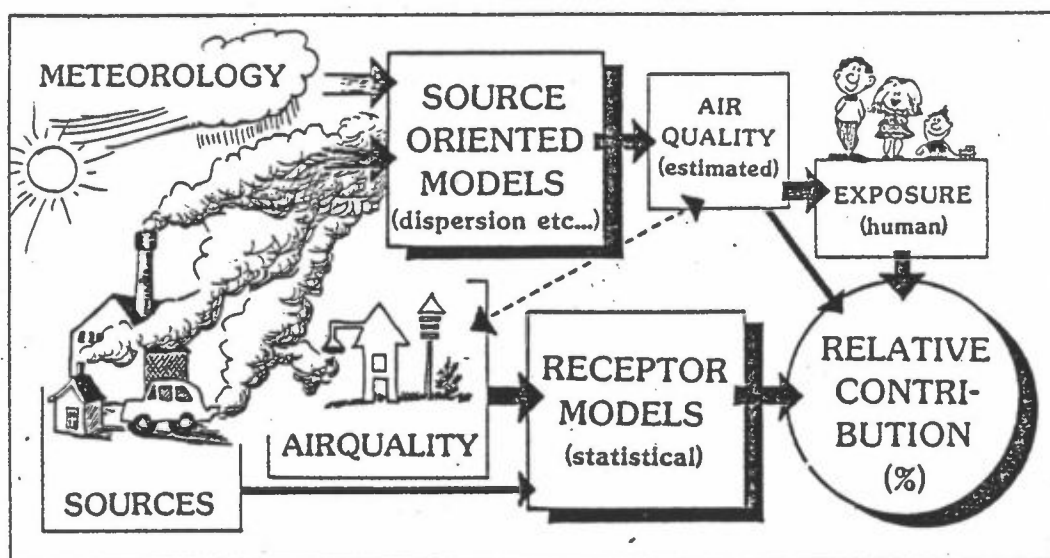 METEOROLOGY
SOURCE
ORIENTED
MODELS
(dispersion etc...)
AIR
QUALITY
(estimated)
EXPOSURE
(human)
AIRQUALITY
SOURCES
RECEPTOR
MODELS
(statistical)
RELATIVE
CONTRI-
BUTION
(%)